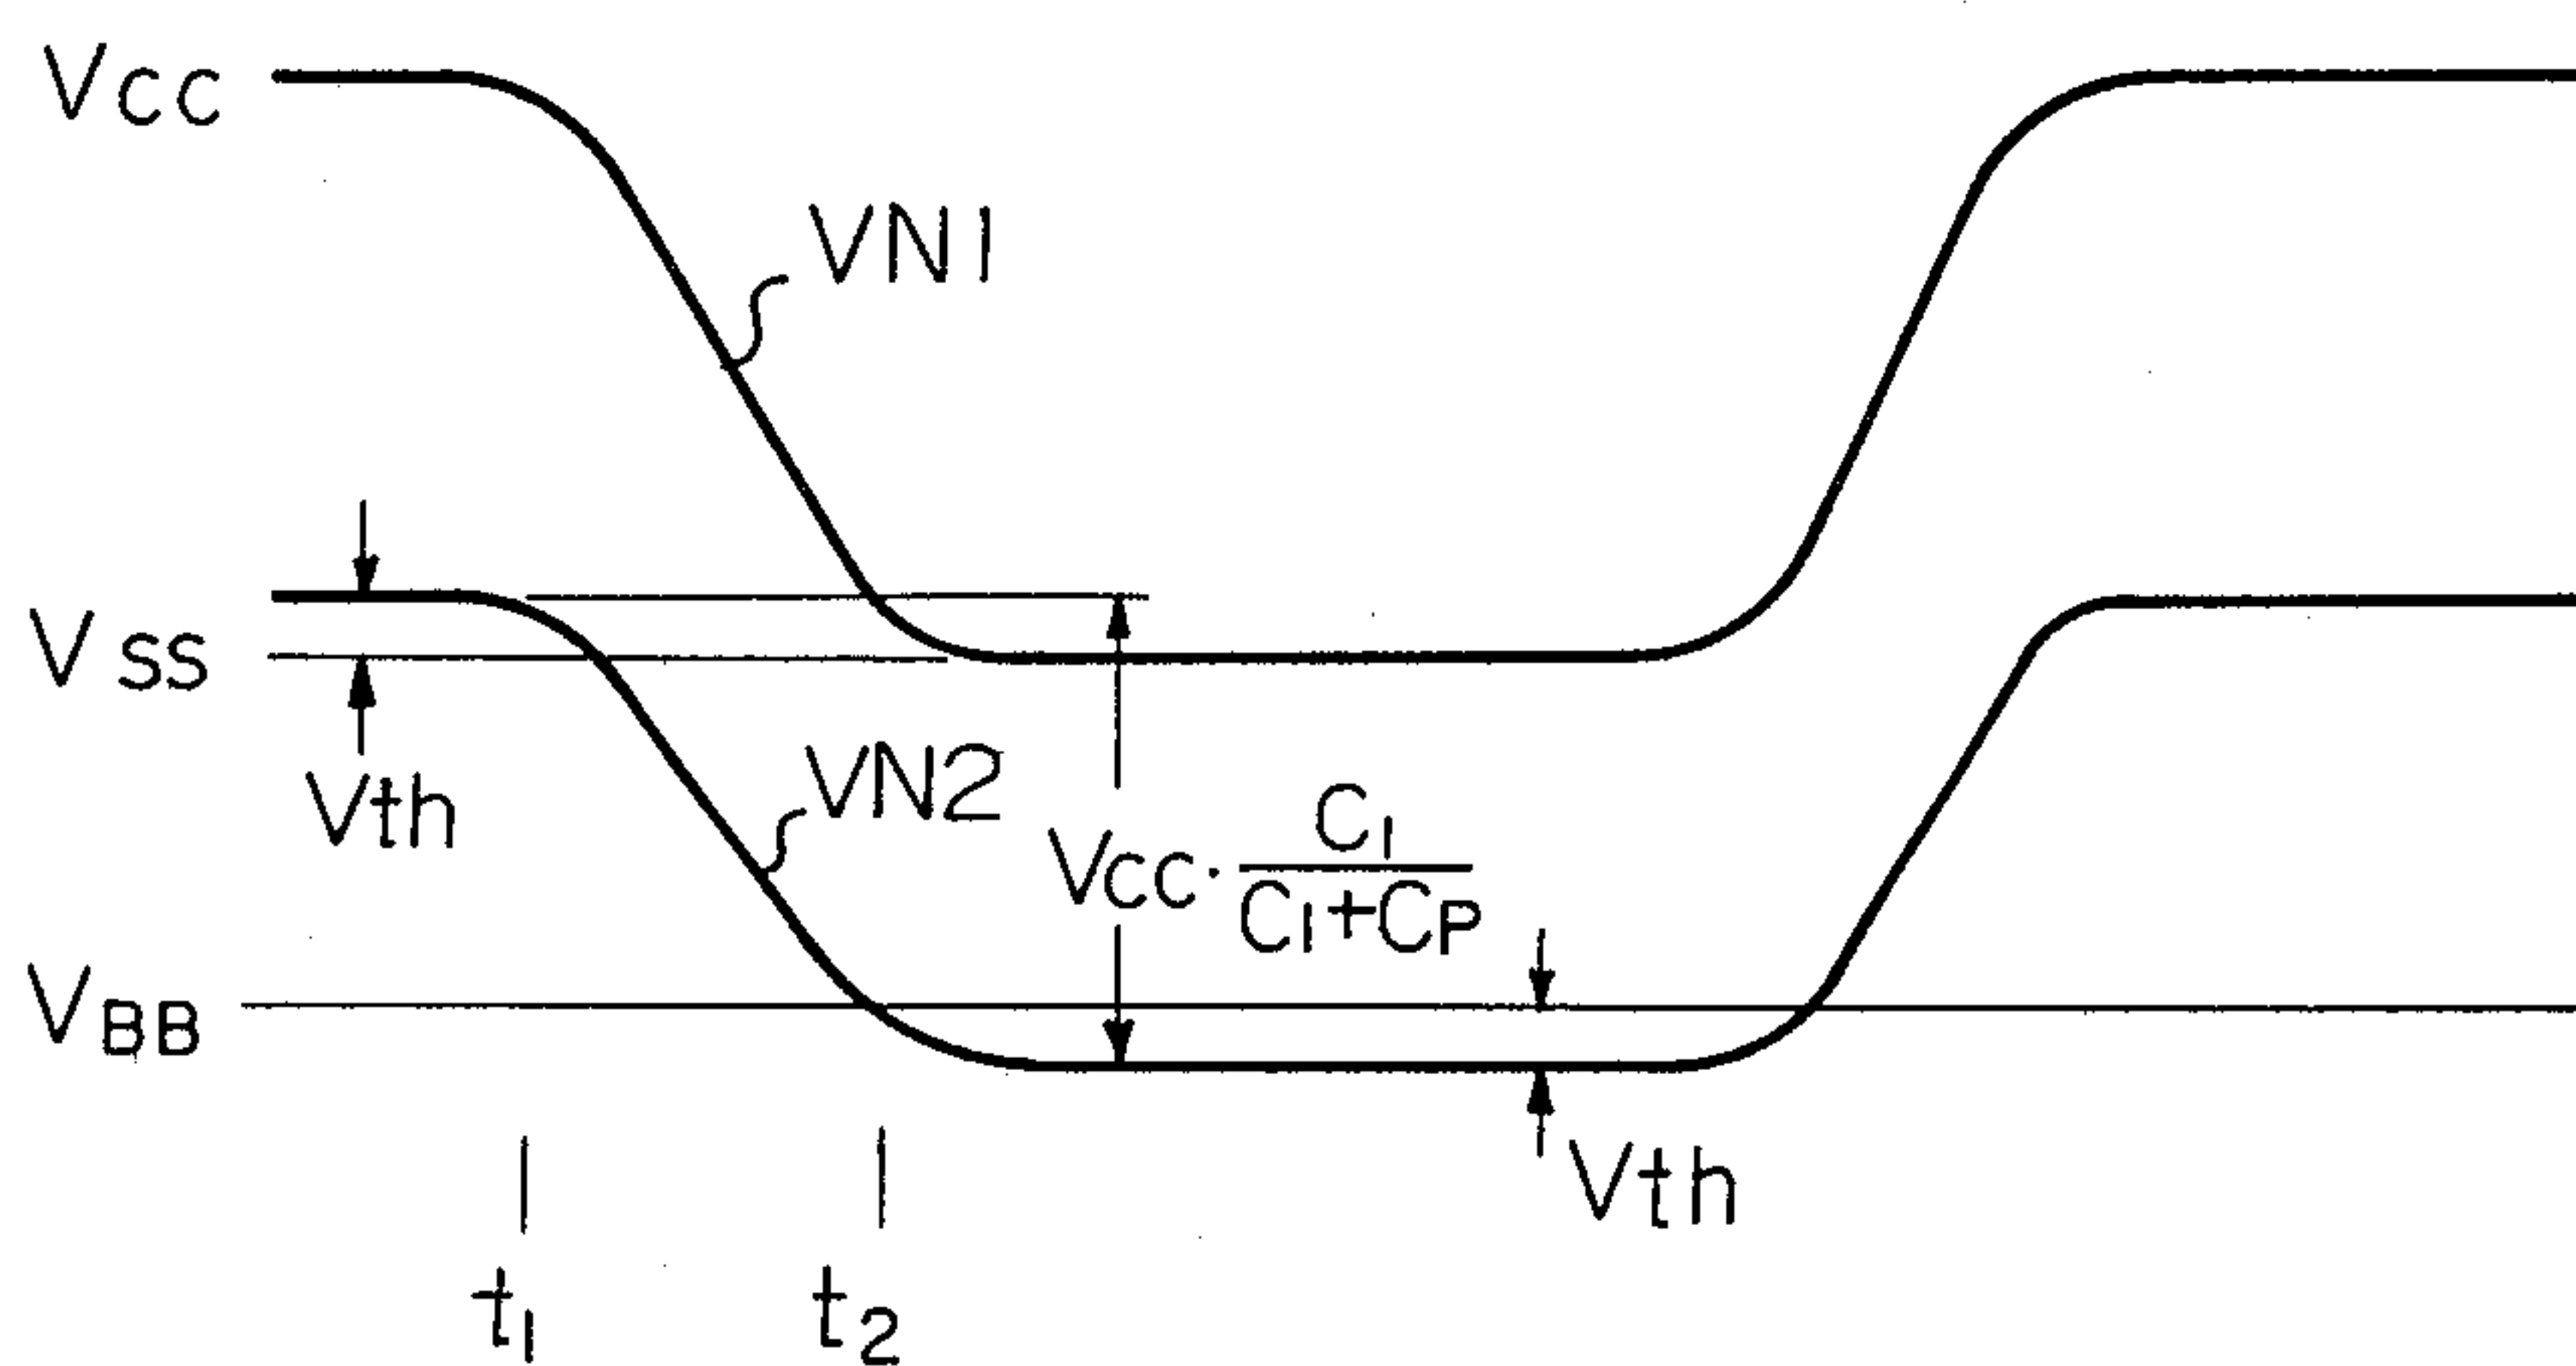 VCC
VN1
VSS
Vth
VN2
VCC · C1 / C1+CP
VBB
Vth
t1
t2